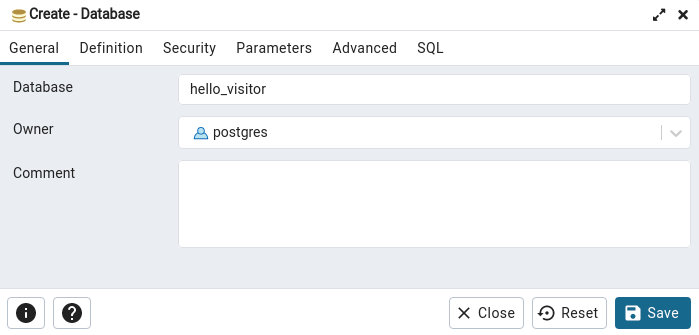 Create - Database
General Definition Security Parameters Advanced SQL
Database hello_visitor
Owner postgres
Comment
Close Reset Save